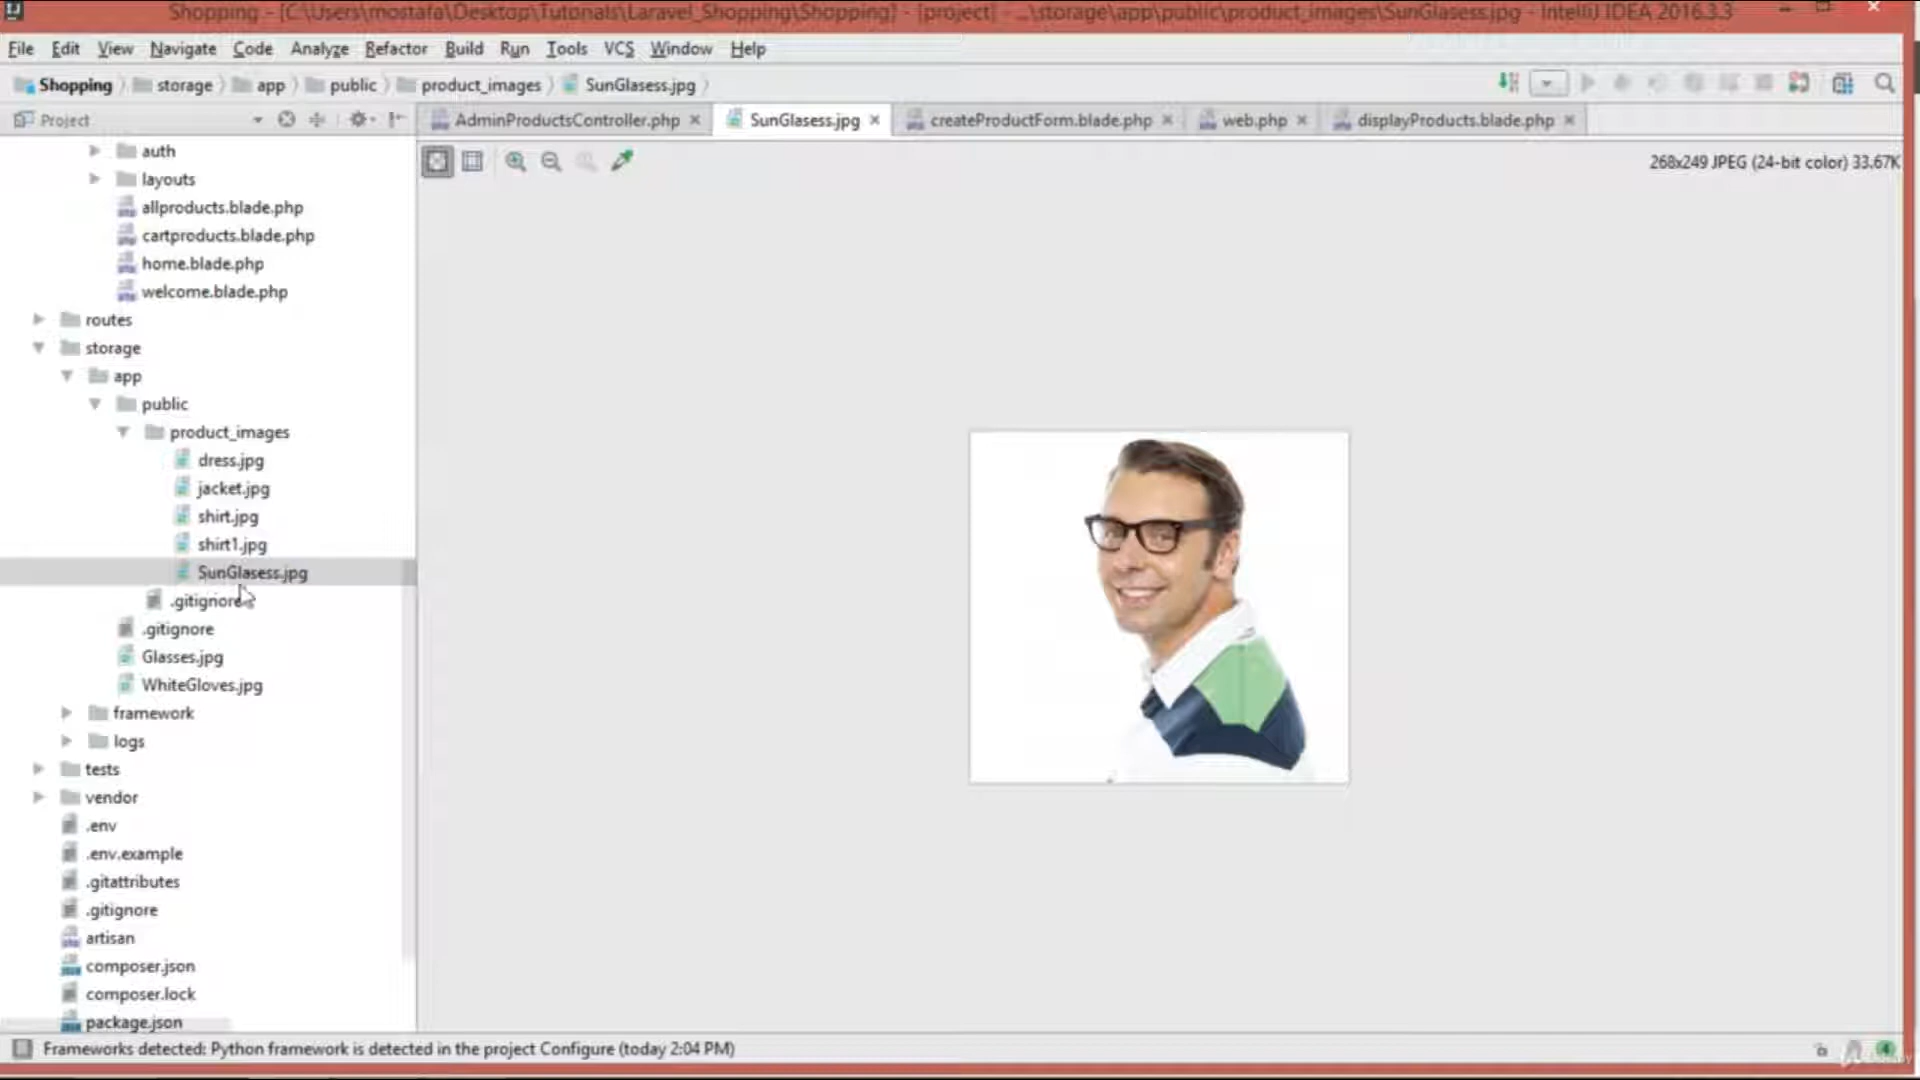 Shopping - [C:\Users\mostafa\Desktop\Tutorials\Laravel_Shopping\Shopping] - [project] - ...\storage\app\public\product_images\SunGlasess.jpg - IntelliJ IDEA 2016.3.3
File Edit View Navigate Code Analyze Refactor Build Run Tools VCS Window Help
Shopping storage app public product_images SunGlasess.jpg
Project
AdminProductsController.php SunGlasess.jpg createProductForm.blade.php web.php displayProducts.blade.php
268x249 JPEG (24-bit color) 33.67K
auth
layouts
allproducts.blade.php
cartproducts.blade.php
home.blade.php
welcome.blade.php
routes
storage
app
public
product_images
dress.jpg
jacket.jpg
shirt.jpg
shirt1.jpg
SunGlasess.jpg
.gitignore
.gitignore
Glasses.jpg
WhiteGloves.jpg
framework
logs
tests
vendor
.env
.env.example
.gitattributes
.gitignore
artisan
composer.json
composer.lock
package.json
Frameworks detected: Python framework is detected in the project Configure (today 2:04 PM)